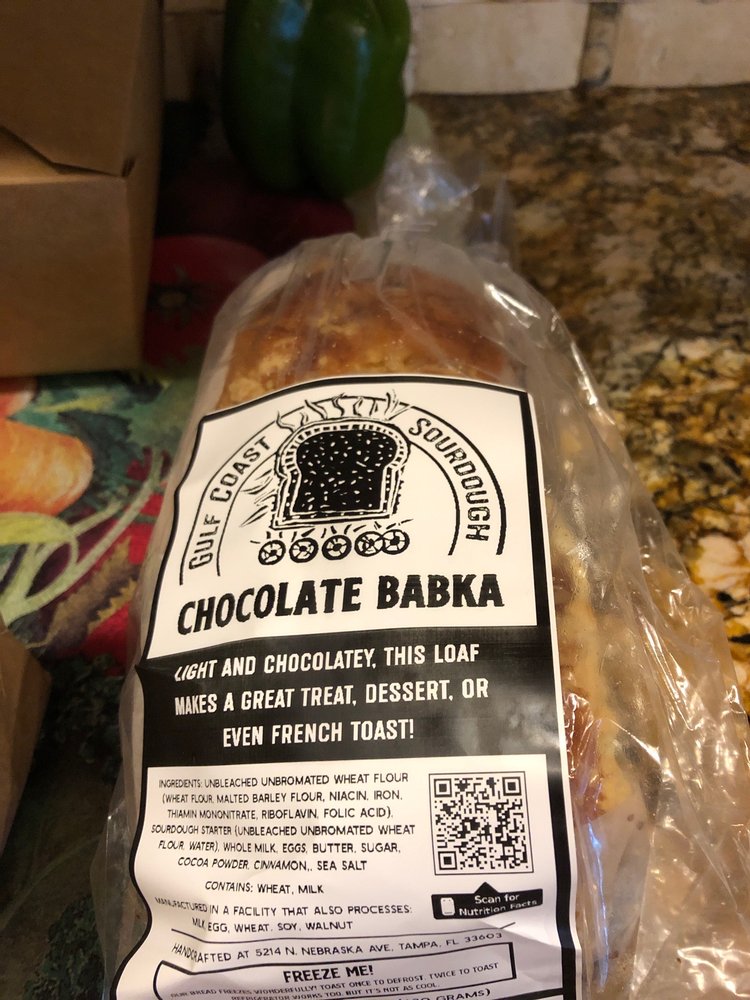 GULF COAST SOURDOUGH
CHOCOLATE BABKA
LIGHT AND CHOCOLATEY, THIS LOAF
MAKES A GREAT TREAT, DESSERT, OR
EVEN FRENCH TOAST!
INGREDIENTS: UNBLEACHED UNBROMATED WHEAT FLOUR
(WHEAT FLOUR, MALTED BARLEY FLOUR, NIACIN, IRON,
THIAMIN MONONITRATE, RIBOFLAVIN, FOLIC ACID),
SOURDOUGH STARTER (UNBLEACHED UNBROMATED WHEAT
FLOUR, WATER), WHOLE MILK, EGGS, BUTTER, SUGAR,
COCOA POWDER, CINNAMON,, SEA SALT
CONTAINS: WHEAT, MILK
MANUFACTURED IN A FACILITY THAT ALSO PROCESSES:
MILK, EGG, WHEAT, SOY, WALNUT
Scan for
Nutrition Facts
HANDCRAFTED AT 5214 N. NEBRASKA AVE, TAMPA, FL 33603
FREEZE ME!
OUR BREAD FREEZES WONDERFULLY! TOAST ONCE TO DEFROST, TWICE TO TOAST
REFRIGERATOR WORKS TOO, BUT IT'S NOT AS COOL.
GRAMS)